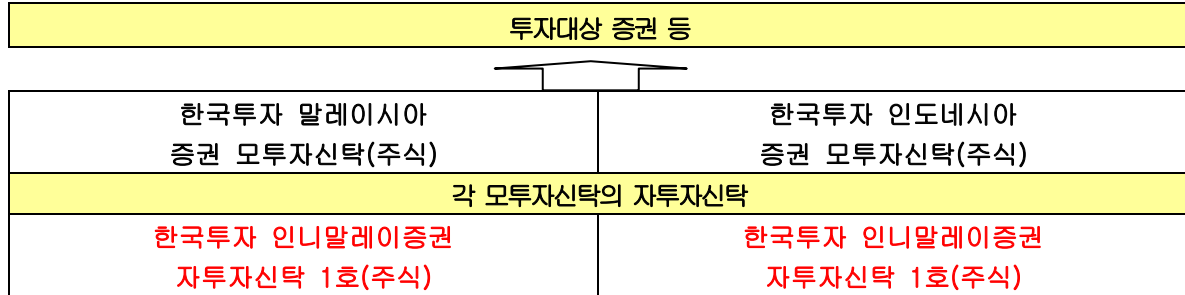 투자대상 증권 등
한국투자 말레이시아
증권 모투자신탁(주식)
한국투자 인도네시아
증권 모투자신탁(주식)
각 모투자신탁의 자투자신탁
한국투자 인니말레이증권
자투자신탁 1호(주식)
한국투자 인니말레이증권
자투자신탁 1호(주식)